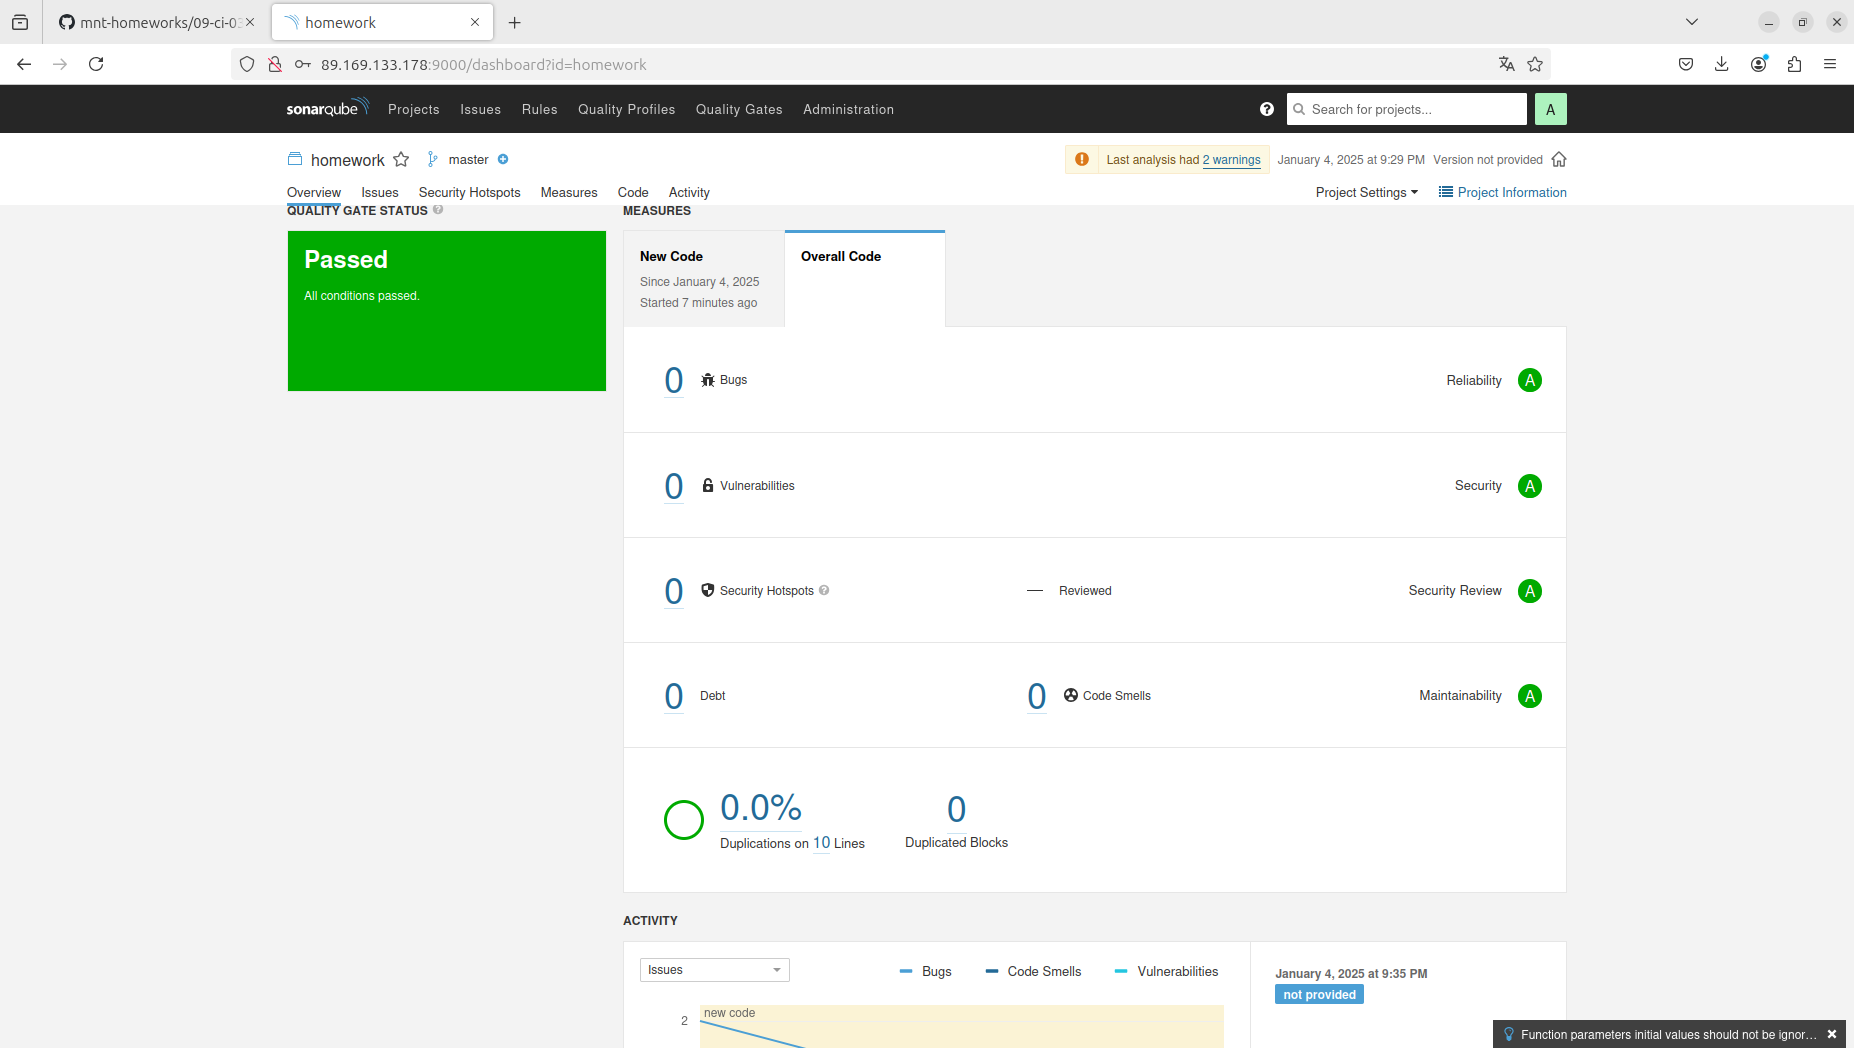 mnt-homeworks/09-ci-03
homework
89.169.133.178:9000/dashboard?id=homework
sonarqube
Projects
Issues
Rules
Quality Profiles
Quality Gates
Administration
Search for projects...
A
homework
master
Last analysis had 2 warnings
January 4, 2025 at 9:29 PM
Version not provided
Overview
Issues
Security Hotspots
Measures
Code
Activity
Project Settings
Project Information
QUALITY GATE STATUS
MEASURES
Passed
All conditions passed.
New Code
Since January 4, 2025
Started 7 minutes ago
Overall Code
0 Bugs
Reliability A
0 Vulnerabilities
Security A
0 Security Hotspots
— Reviewed
Security Review A
0 Debt
0 Code Smells
Maintainability A
0.0%
Duplications on 10 Lines
0
Duplicated Blocks
ACTIVITY
Issues
Bugs
Code Smells
Vulnerabilities
2
new code
January 4, 2025 at 9:35 PM
not provided
Function parameters initial values should not be ignor...